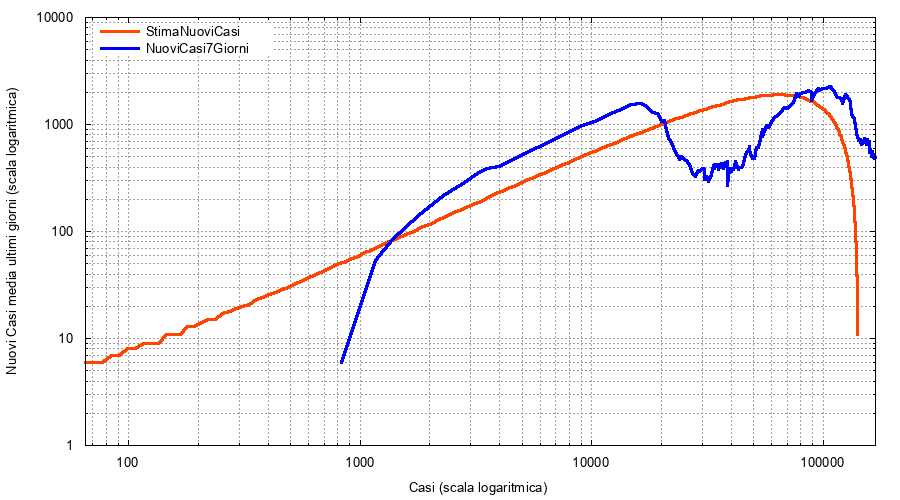 10000
1000
100
10
1
StimaNuoviCasi
NuoviCasi7Giorni
Nuovi Casi media ultimi giorni (scala logaritmica)
100
1000
10000
100000
Casi (scala logaritmica)